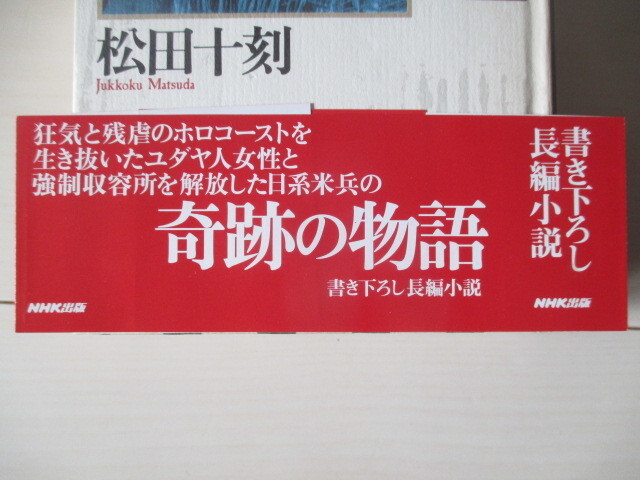 松田十刻
Jukkoku Matsuda
狂気と残虐のホロコーストを
生き抜いたユダヤ人女性と
強制収容所を解放した日系米兵の
奇跡の物語
書き下ろし長編小説
NHK出版
書き下ろし
長編小説
NHK出版